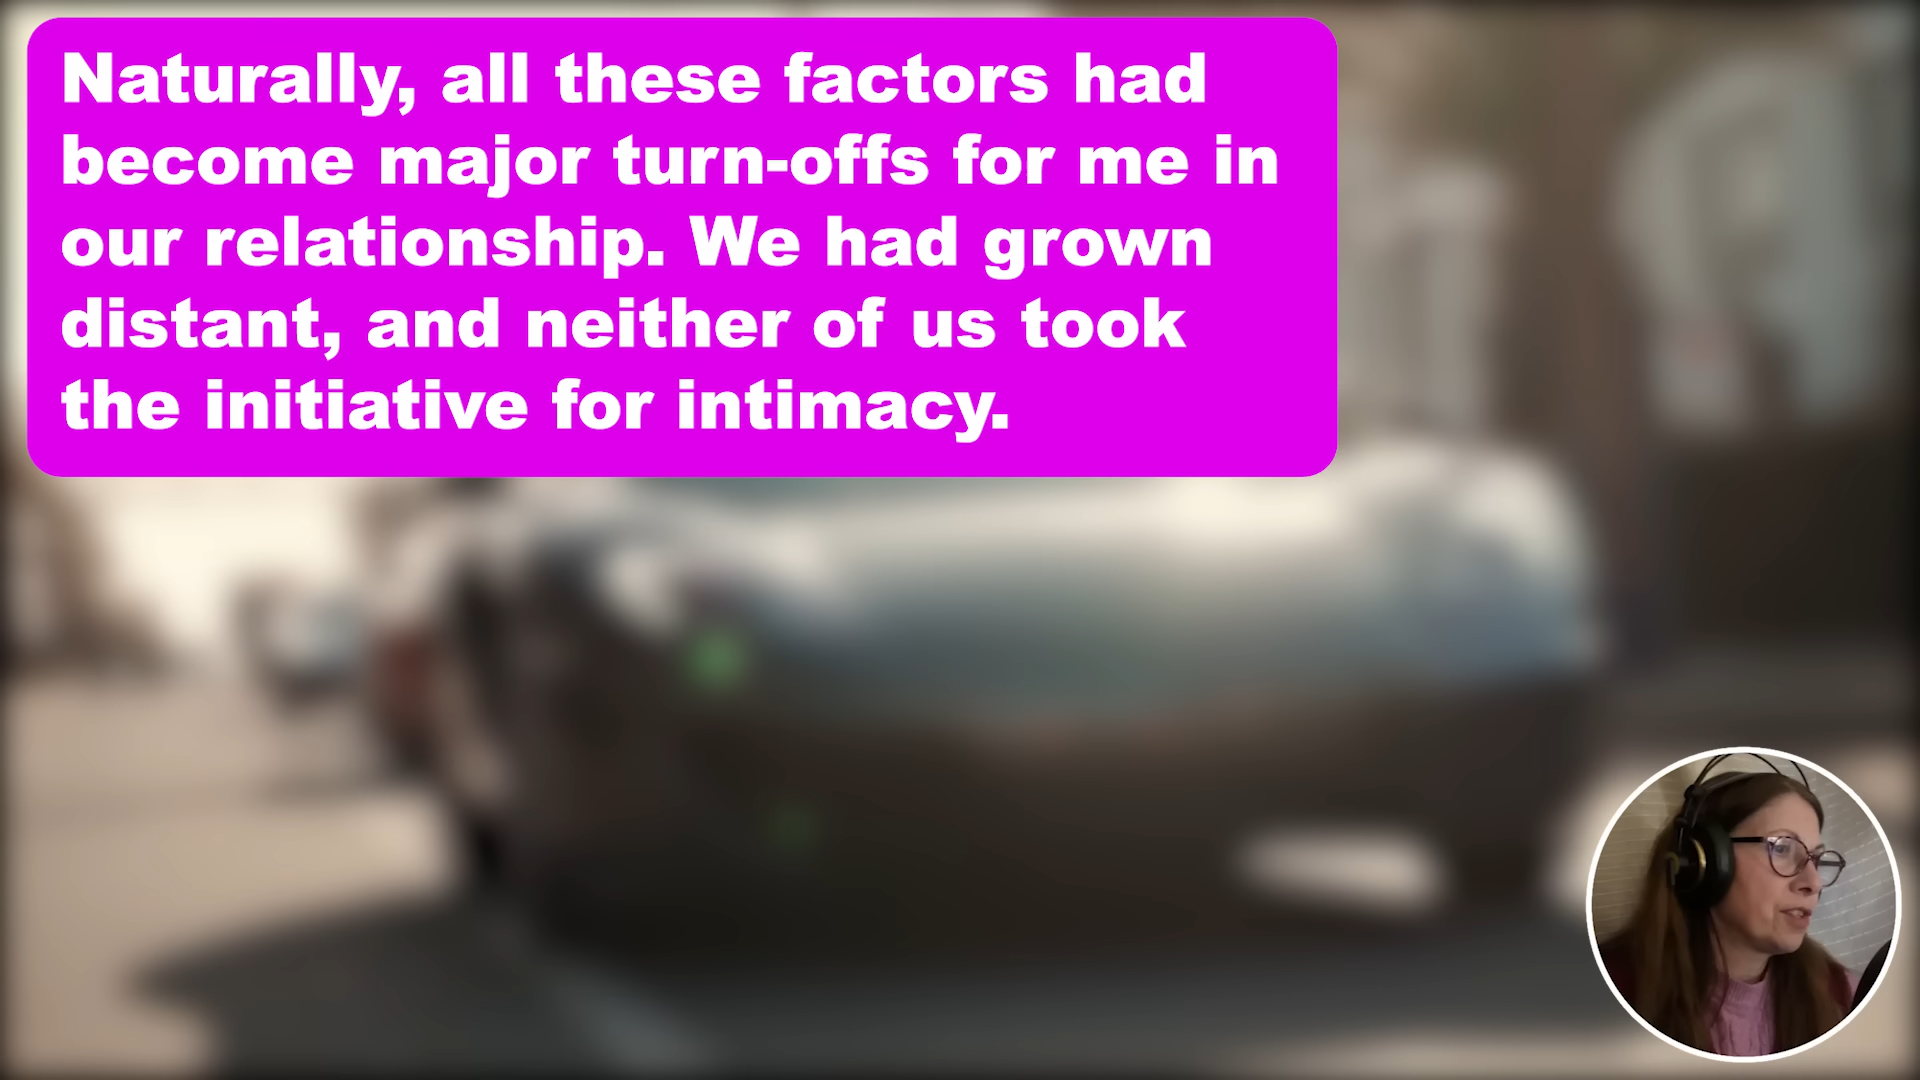 Naturally, all these factors had
become major turn-offs for me in
our relationship. We had grown
distant, and neither of us took
the initiative for intimacy.